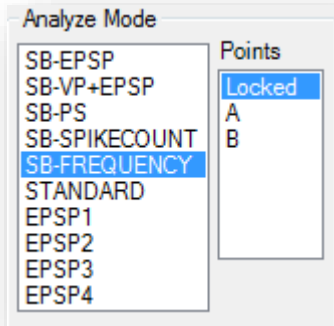 Analyze Mode
SB-EPSP
SB-VP+EPSP
SB-PS
SB-SPIKECOUNT
SB-FREQUENCY
STANDARD
EPSP1
EPSP2
EPSP3
EPSP4
Points
Locked
A
B